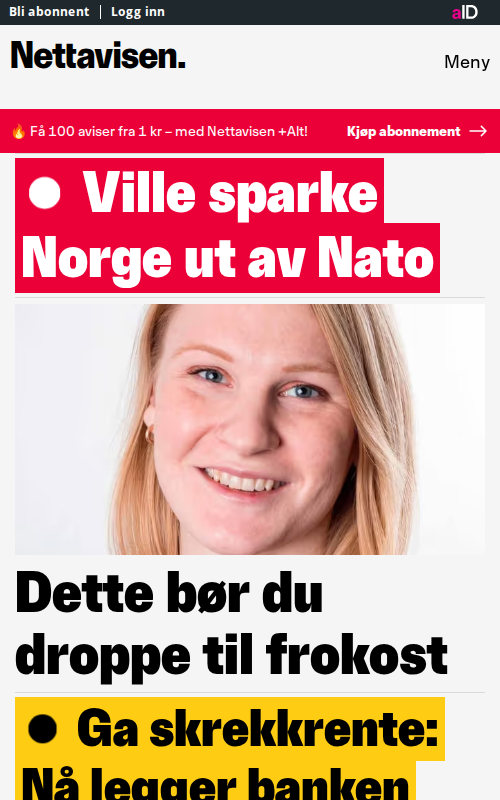 Bli abonnent | Logg inn
aID
Nettavisen.
Meny
🔥 Få 100 aviser fra 1 kr – med Nettavisen +Alt!
Kjøp abonnement →
Ville sparke
Norge ut av Nato
Dette bør du
droppe til frokost
Ga skrekkrente:
Nå legger banken